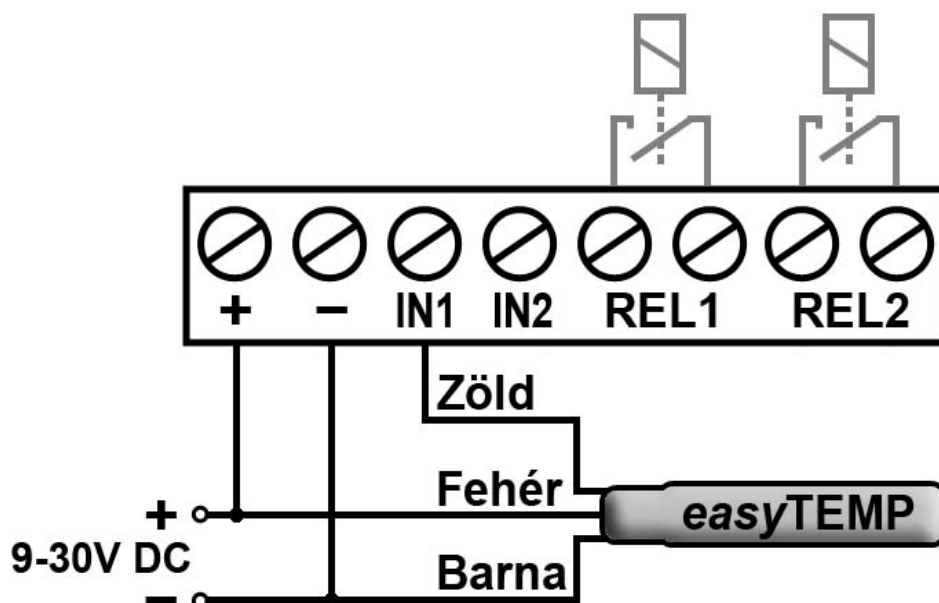 + − IN1 IN2 REL1 REL2
Zöld
Fehér
easyTEMP
+
9-30V DC
Barna
−